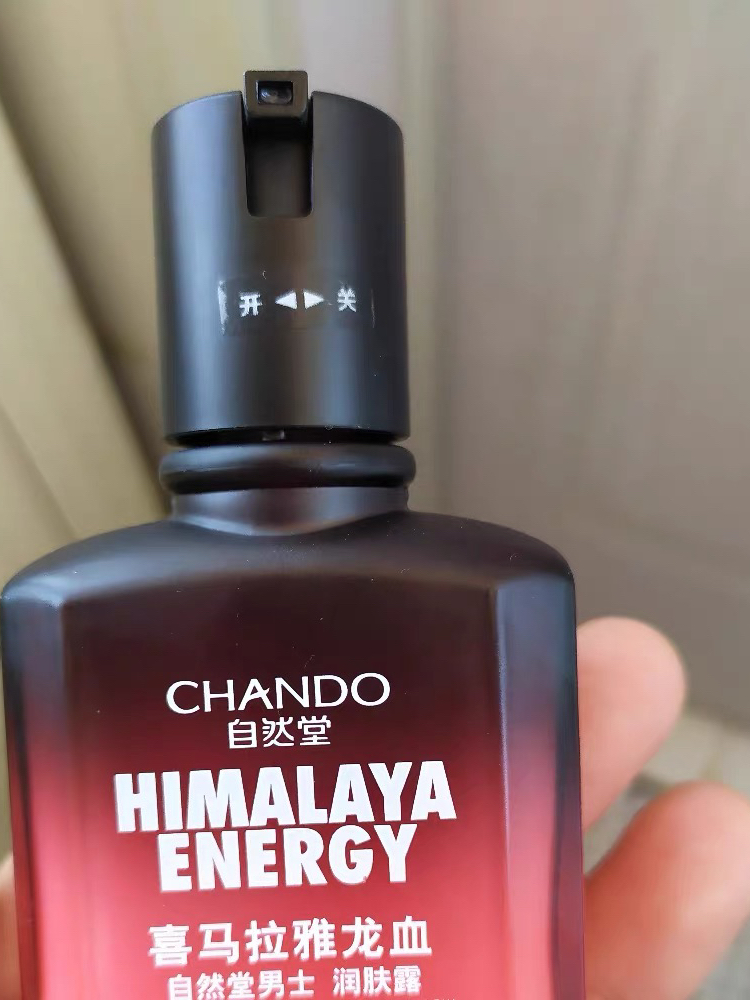 开 ◀ ▶ 关
CHANDO
自然堂
HIMALAYA
ENERGY
喜马拉雅龙血
自然堂男士 润肤露